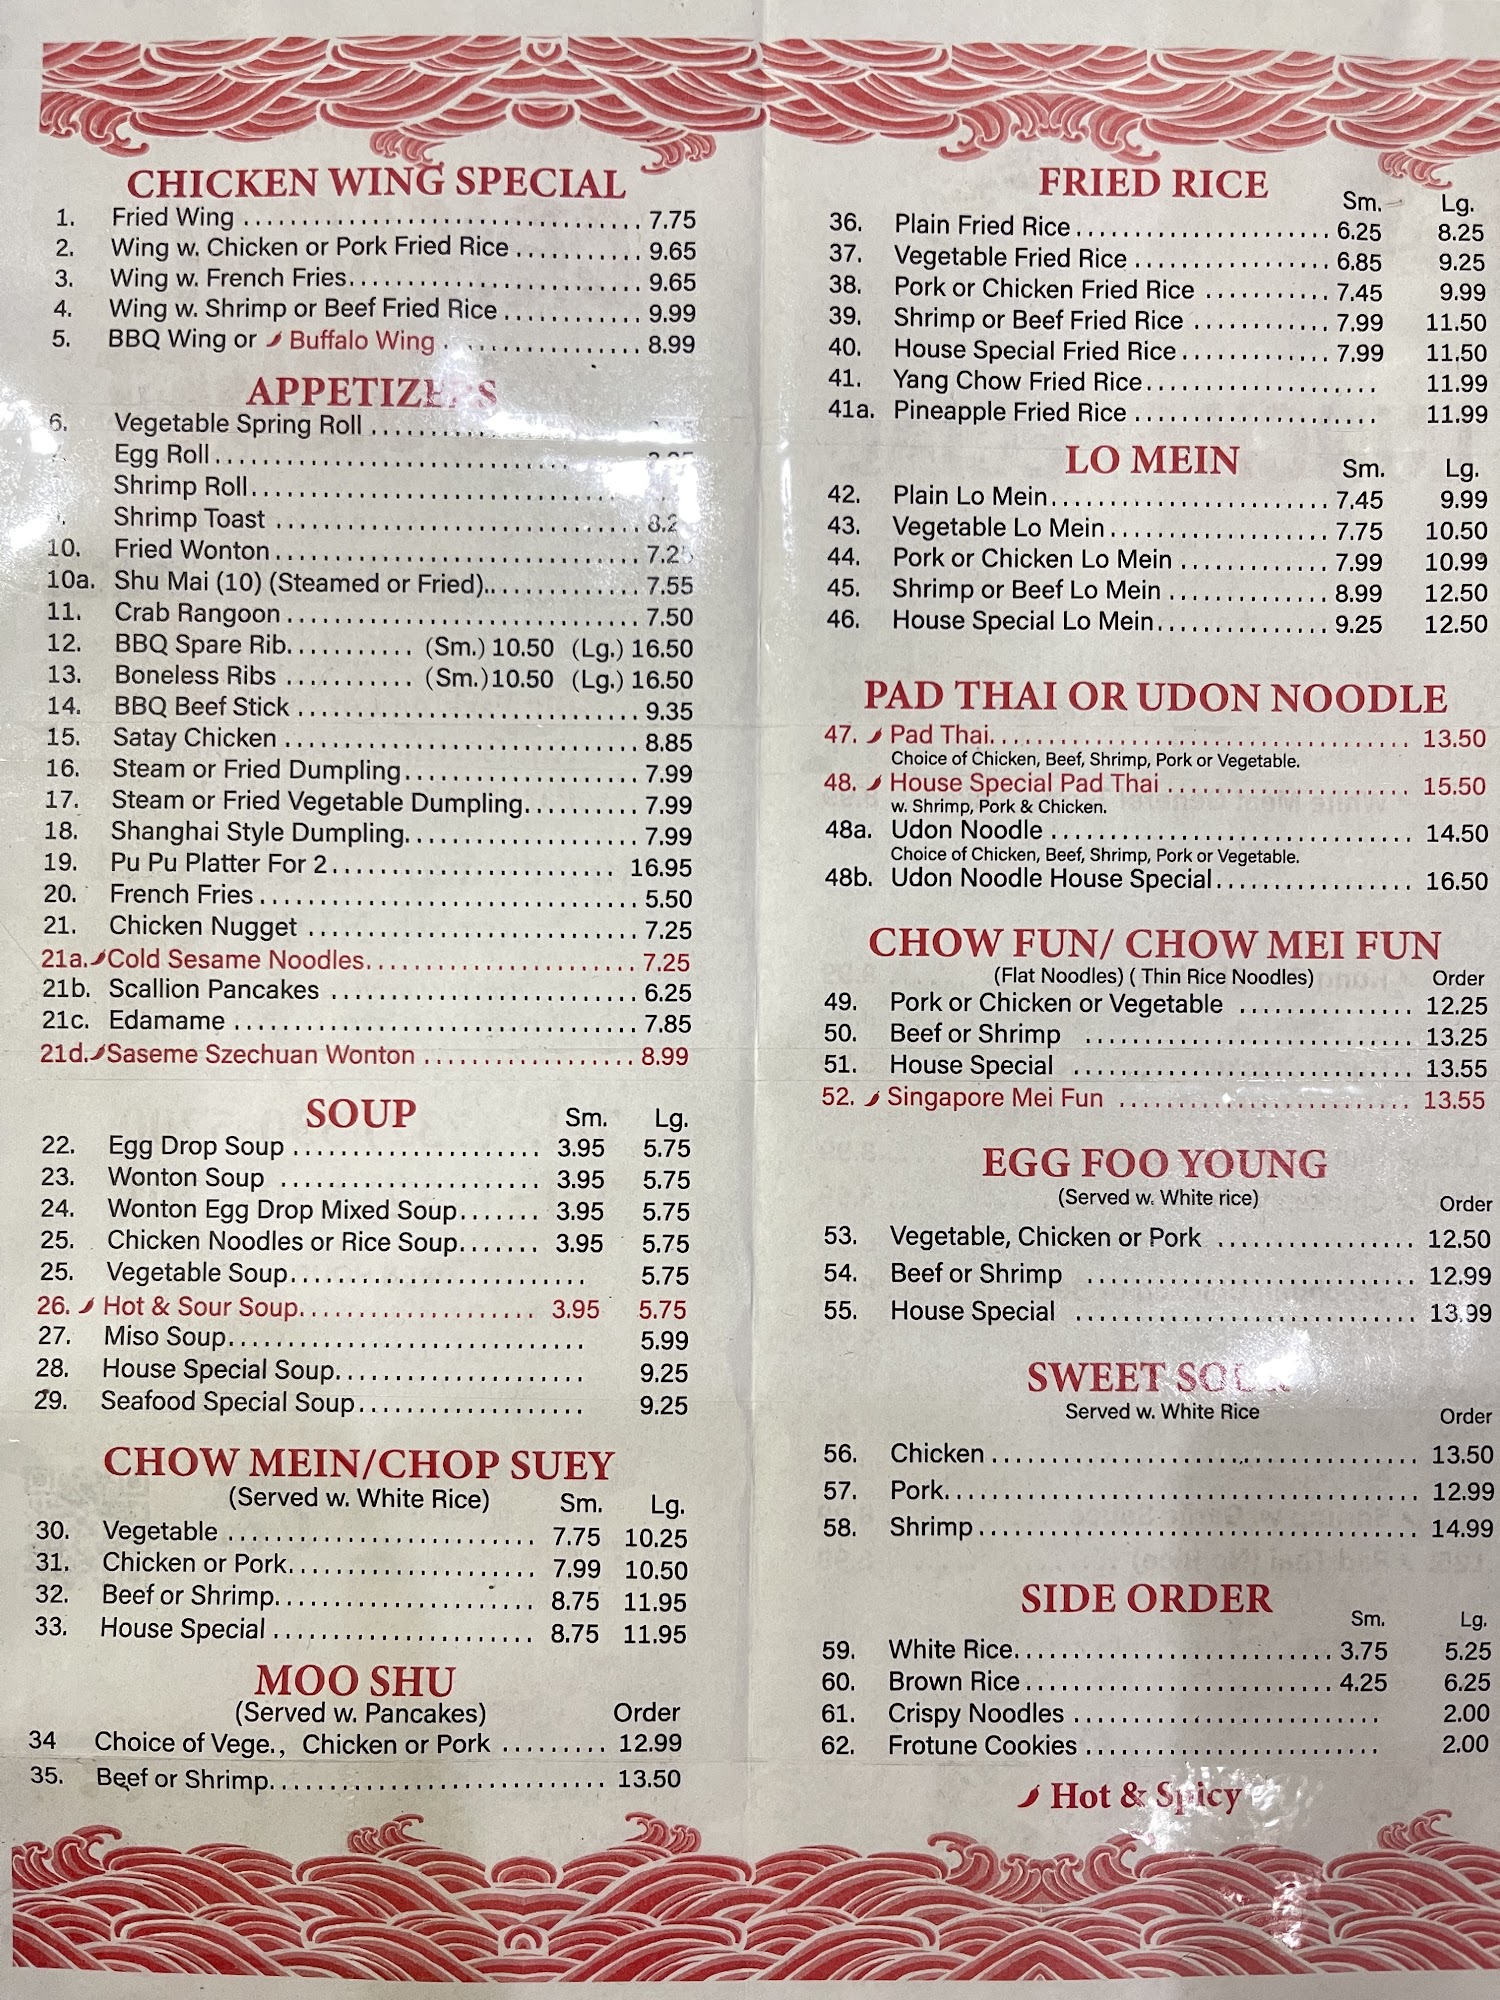 CHICKEN WING SPECIAL
1. Fried Wing 7.75
2. Wing w. Chicken or Pork Fried Rice 9.65
3. Wing w. French Fries 9.65
4. Wing w. Shrimp or Beef Fried Rice 9.99
5. BBQ Wing or Buffalo Wing 8.99
APPETIZERS
6. Vegetable Spring Roll
Egg Roll
Shrimp Roll
Shrimp Toast
10. Fried Wonton
10a. Shu Mai (10) (Steamed or Fried) 7.55
11. Crab Rangoon 7.50
12. BBQ Spare Rib (Sm.) 10.50 (Lg.) 16.50
13. Boneless Ribs (Sm.) 10.50 (Lg.) 16.50
14. BBQ Beef Stick 9.35
15. Satay Chicken 8.85
16. Steam or Fried Dumpling 7.99
17. Steam or Fried Vegetable Dumpling 7.99
18. Shanghai Style Dumpling 7.99
19. Pu Pu Platter For 2 16.95
20. French Fries 5.50
21. Chicken Nugget 7.25
21a. Cold Sesame Noodles 7.25
21b. Scallion Pancakes 6.25
21c. Edamame 7.85
21d. Saseme Szechuan Wonton 8.99
SOUP Sm. Lg.
22. Egg Drop Soup 3.95 5.75
23. Wonton Soup 3.95 5.75
24. Wonton Egg Drop Mixed Soup 3.95 5.75
25. Chicken Noodles or Rice Soup 3.95 5.75
25. Vegetable Soup 5.75
26. Hot & Sour Soup 3.95 5.75
27. Miso Soup 5.99
28. House Special Soup 9.25
29. Seafood Special Soup 9.25
CHOW MEIN/CHOP SUEY
(Served w. White Rice) Sm. Lg.
30. Vegetable 7.75 10.25
31. Chicken or Pork 7.99 10.50
32. Beef or Shrimp 8.75 11.95
33. House Special 8.75 11.95
MOO SHU
(Served w. Pancakes) Order
34 Choice of Vege., Chicken or Pork 12.99
35. Beef or Shrimp 13.50
FRIED RICE Sm. Lg.
36. Plain Fried Rice 6.25 8.25
37. Vegetable Fried Rice 6.85 9.25
38. Pork or Chicken Fried Rice 7.45 9.99
39. Shrimp or Beef Fried Rice 7.99 11.50
40. House Special Fried Rice 7.99 11.50
41. Yang Chow Fried Rice 11.99
41a. Pineapple Fried Rice 11.99
LO MEIN Sm. Lg.
42. Plain Lo Mein 7.45 9.99
43. Vegetable Lo Mein 7.75 10.50
44. Pork or Chicken Lo Mein 7.99 10.99
45. Shrimp or Beef Lo Mein 8.99 12.50
46. House Special Lo Mein 9.25 12.50
PAD THAI OR UDON NOODLE
47. Pad Thai 13.50
Choice of Chicken, Beef, Shrimp, Pork or Vegetable.
48. House Special Pad Thai 15.50
w. Shrimp, Pork & Chicken.
48a. Udon Noodle 14.50
Choice of Chicken, Beef, Shrimp, Pork or Vegetable.
48b. Udon Noodle House Special 16.50
CHOW FUN/ CHOW MEI FUN
(Flat Noodles) ( Thin Rice Noodles) Order
49. Pork or Chicken or Vegetable 12.25
50. Beef or Shrimp 13.25
51. House Special 13.55
52. Singapore Mei Fun 13.55
EGG FOO YOUNG
(Served w. White rice) Order
53. Vegetable, Chicken or Pork 12.50
54. Beef or Shrimp 12.99
55. House Special 13.99
SWEET SOUR
Served w. White Rice Order
56. Chicken 13.50
57. Pork 12.99
58. Shrimp 14.99
SIDE ORDER Sm. Lg.
59. White Rice 3.75 5.25
60. Brown Rice 4.25 6.25
61. Crispy Noodles 2.00
62. Frotune Cookies 2.00
Hot & Spicy